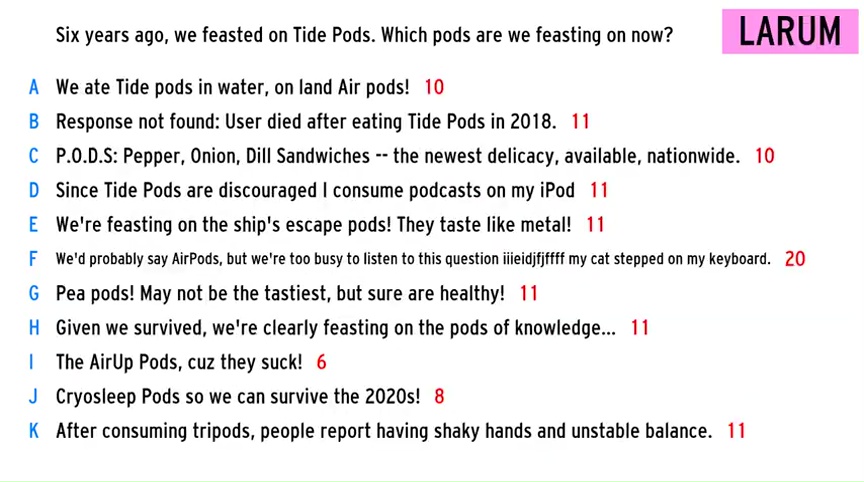 Six years ago, we feasted on Tide Pods. Which pods are we feasting on now?
LARUM
A We ate Tide pods in water, on land Air pods! 10
B Response not found: User died after eating Tide Pods in 2018. 11
C P.O.D.S: Pepper, Onion, Dill Sandwiches -- the newest delicacy, available, nationwide. 10
D Since Tide Pods are discouraged I consume podcasts on my iPod 11
E We're feasting on the ship's escape pods! They taste like metal! 11
F We'd probably say AirPods, but we're too busy to listen to this question iiieidjfjffff my cat stepped on my keyboard. 20
G Pea pods! May not be the tastiest, but sure are healthy! 11
H Given we survived, we're clearly feasting on the pods of knowledge... 11
I The AirUp Pods, cuz they suck! 6
J Cryosleep Pods so we can survive the 2020s! 8
K After consuming tripods, people report having shaky hands and unstable balance. 11